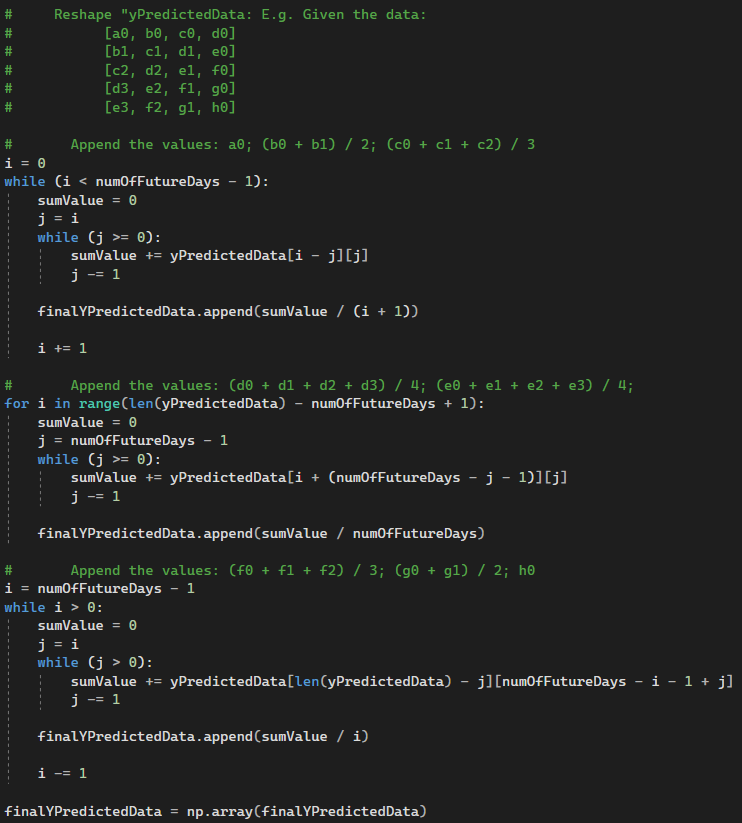 #     Reshape "yPredictedData: E.g. Given the data:
#           [a0, b0, c0, d0]
#           [b1, c1, d1, e0]
#           [c2, d2, e1, f0]
#           [d3, e2, f1, g0]
#           [e3, f2, g1, h0]
#       Append the values: a0; (b0 + b1) / 2; (c0 + c1 + c2) / 3
i = 0
while (i < numOfFutureDays - 1):
    sumValue = 0
    j = i
    while (j >= 0):
        sumValue += yPredictedData[i - j][j]
        j -= 1
    finalYPredictedData.append(sumValue / (i + 1))
    i += 1
#       Append the values: (d0 + d1 + d2 + d3) / 4; (e0 + e1 + e2 + e3) / 4;
for i in range(len(yPredictedData) - numOfFutureDays + 1):
    sumValue = 0
    j = numOfFutureDays - 1
    while (j >= 0):
        sumValue += yPredictedData[i + (numOfFutureDays - j - 1)][j]
        j -= 1
    finalYPredictedData.append(sumValue / numOfFutureDays)
#       Append the values: (f0 + f1 + f2) / 3; (g0 + g1) / 2; h0
i = numOfFutureDays - 1
while i > 0:
    sumValue = 0
    j = i
    while (j > 0):
        sumValue += yPredictedData[len(yPredictedData) - j][numOfFutureDays - i - 1 + j]
        j -= 1
    finalYPredictedData.append(sumValue / i)
    i -= 1
finalYPredictedData = np.array(finalYPredictedData)